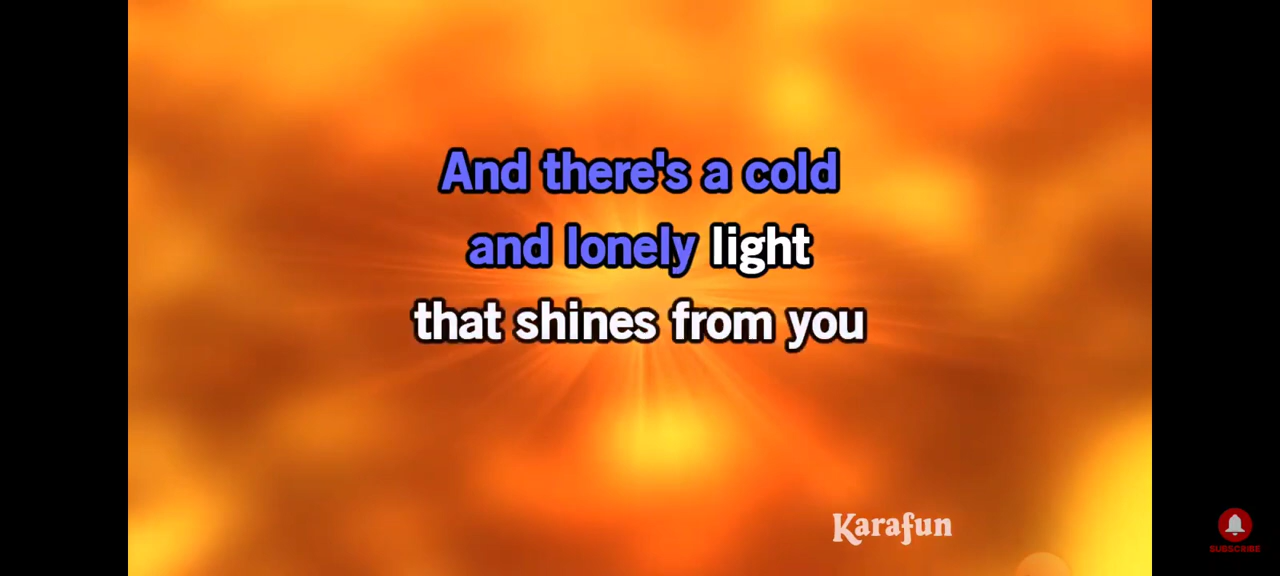 And there's a cold
and lonely light
that shines from you
Karafun
SUBSCRIBE